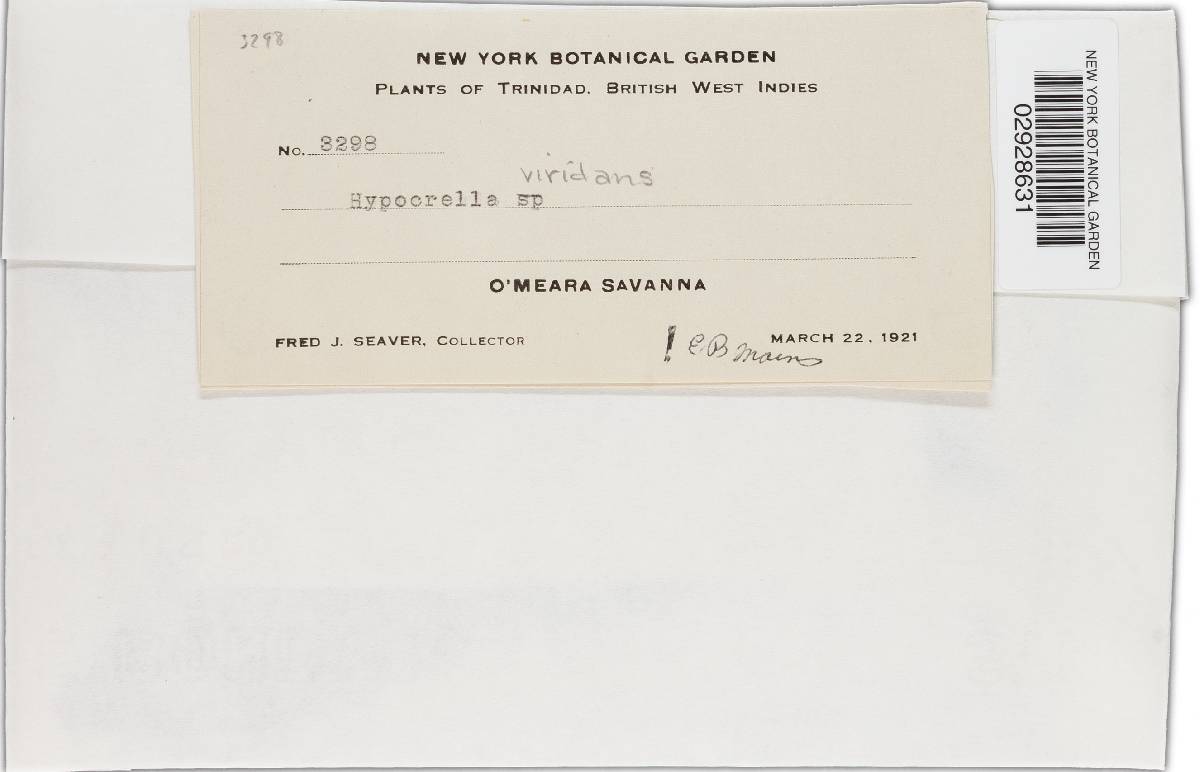 3298
NEW YORK BOTANICAL GARDEN
PLANTS OF TRINIDAD, BRITISH WEST INDIES
No. 3298
viridans
Hypocrella sp
O'MEARA SAVANNA
FRED J. SEAVER, COLLECTOR
! E B Mains
MARCH 22, 1921
NEW YORK BOTANICAL GARDEN
02928631